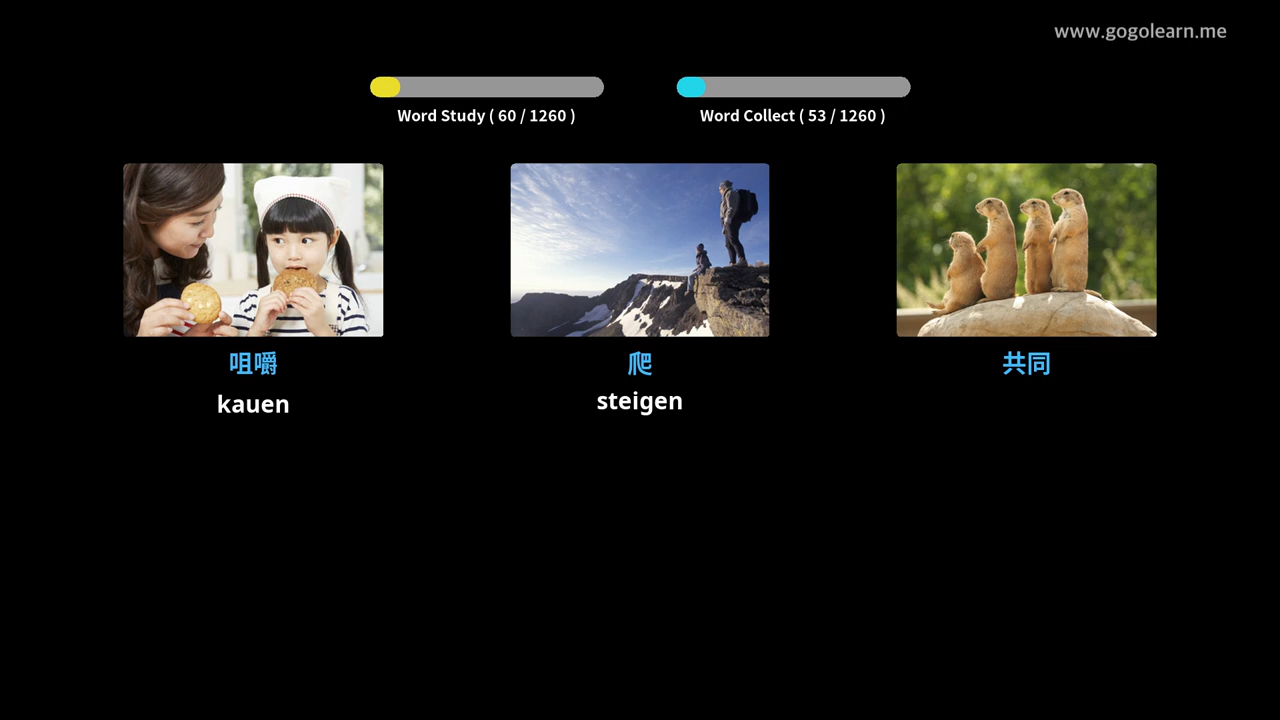 www.gogolearn.me
Word Study ( 60 / 1260 )
Word Collect ( 53 / 1260 )
咀嚼
爬
共同
kauen
steigen